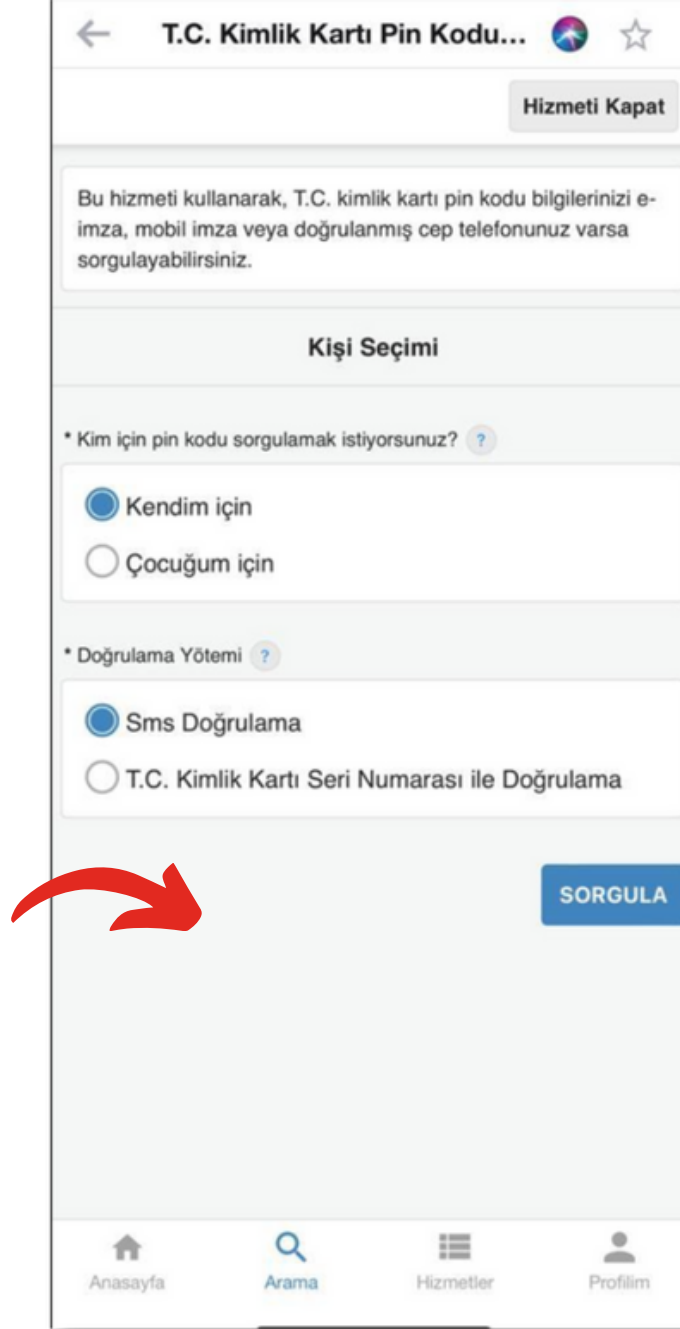 T.C. Kimlik Kartı Pin Kodu...
Hizmeti Kapat
Bu hizmeti kullanarak, T.C. kimlik kartı pin kodu bilgilerinizi e-
imza, mobil imza veya doğrulanmış cep telefonunuz varsa
sorgulayabilirsiniz.
Kişi Seçimi
* Kim için pin kodu sorgulamak istiyorsunuz? ?
Kendim için
Çocuğum için
* Doğrulama Yötemi ?
Sms Doğrulama
T.C. Kimlik Kartı Seri Numarası ile Doğrulama
SORGULA
Anasayfa Arama Hizmetler Profilim